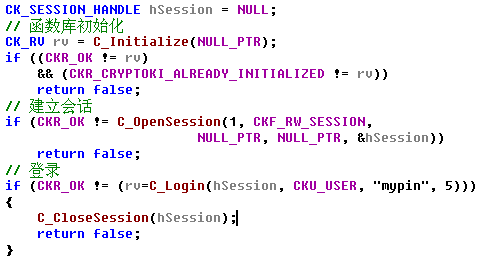 CK_SESSION_HANDLE hSession = NULL;
// 函数库初始化
CK_RV rv = C_Initialize(NULL_PTR);
if ((CKR_OK != rv)
    && (CKR_CRYPTOKI_ALREADY_INITIALIZED != rv))
    return false;
// 建立会话
if (CKR_OK != C_OpenSession(1, CKF_RW_SESSION,
                            NULL_PTR, NULL_PTR, &hSession))
    return false;
// 登录
if (CKR_OK != (rv=C_Login(hSession, CKU_USER, "mypin", 5)))
{
    C_CloseSession(hSession);
    return false;
}